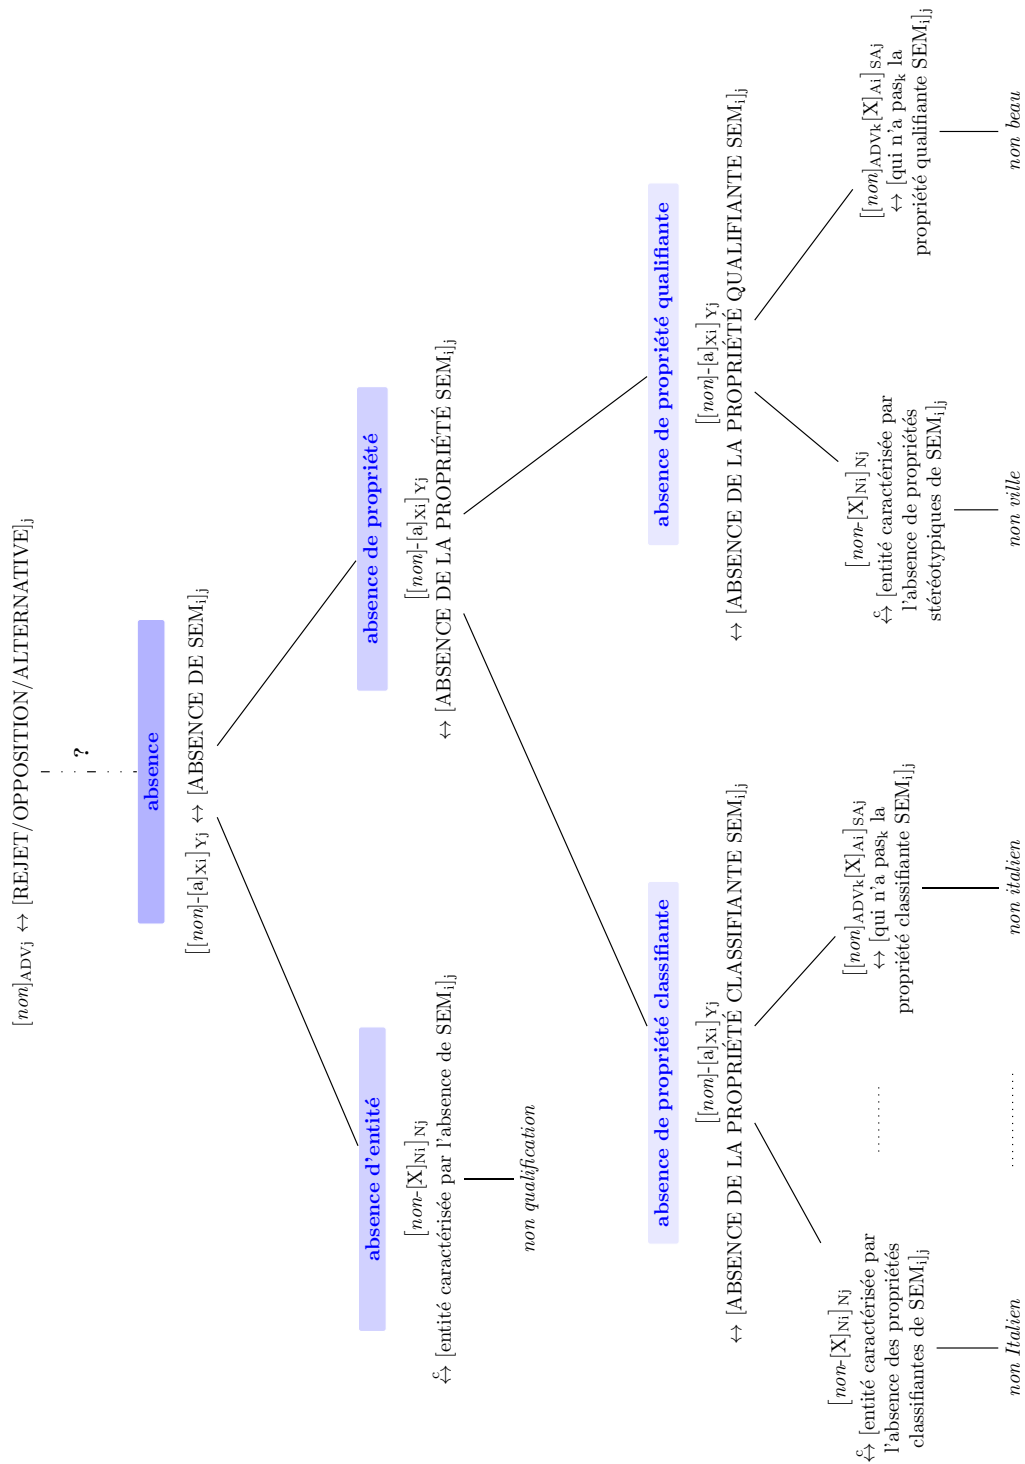 [non]ADVj ↔ [REJET/OPPOSITION/ALTERNATIVE]j
?
absence
[[non]-[a]Xi]Yj ↔ [ABSENCE DE SEMi]j
absence d'entité
[non-[X]Ni]Nj
c↔ [entité caractérisée par l'absence de SEMi]j
non qualification
absence de propriété
[[non]-[a]Xi]Yj
↔ [ABSENCE DE LA PROPRIÉTÉ SEMi]j
absence de propriété classifiante
[[non]-[a]Xi]Yj
↔ [ABSENCE DE LA PROPRIÉTÉ CLASSIFIANTE SEMi]j
absence de propriété qualifiante
[[non]-[a]Xi]Yj
↔ [ABSENCE DE LA PROPRIÉTÉ QUALIFIANTE SEMi]j
[non-[X]Ni]Nj
c↔ [entité caractérisée par
l'absence des propriétés
classifiantes de SEMi]j
non Italien
..........
.............
[[non]ADVk[X]Ai]SAj
↔ [qui n'a pask la
propriété classifiante SEMi]j
non italien
[non-[X]Ni]Nj
c↔ [entité caractérisée par
l'absence de propriétés
stéréotypiques de SEMi]j
non ville
[[non]ADVk[X]Ai]SAj
↔ [qui n'a pask la
propriété qualifiante SEMi]j
non beau